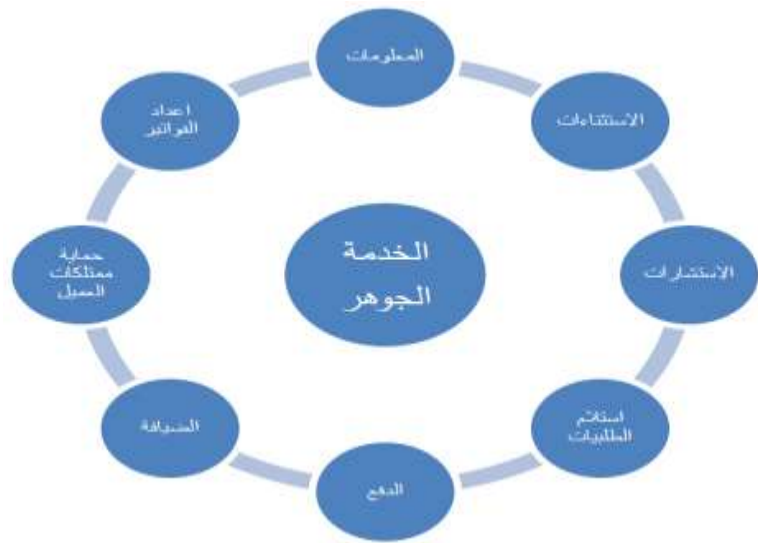 المعلومات
الاستثناءات
الاستشارات
استلام
الطلبيات
الدفع
الضيافة
حماية
ممتلكات
العميل
اعداد
الفواتير
الخدمة
الجوهر